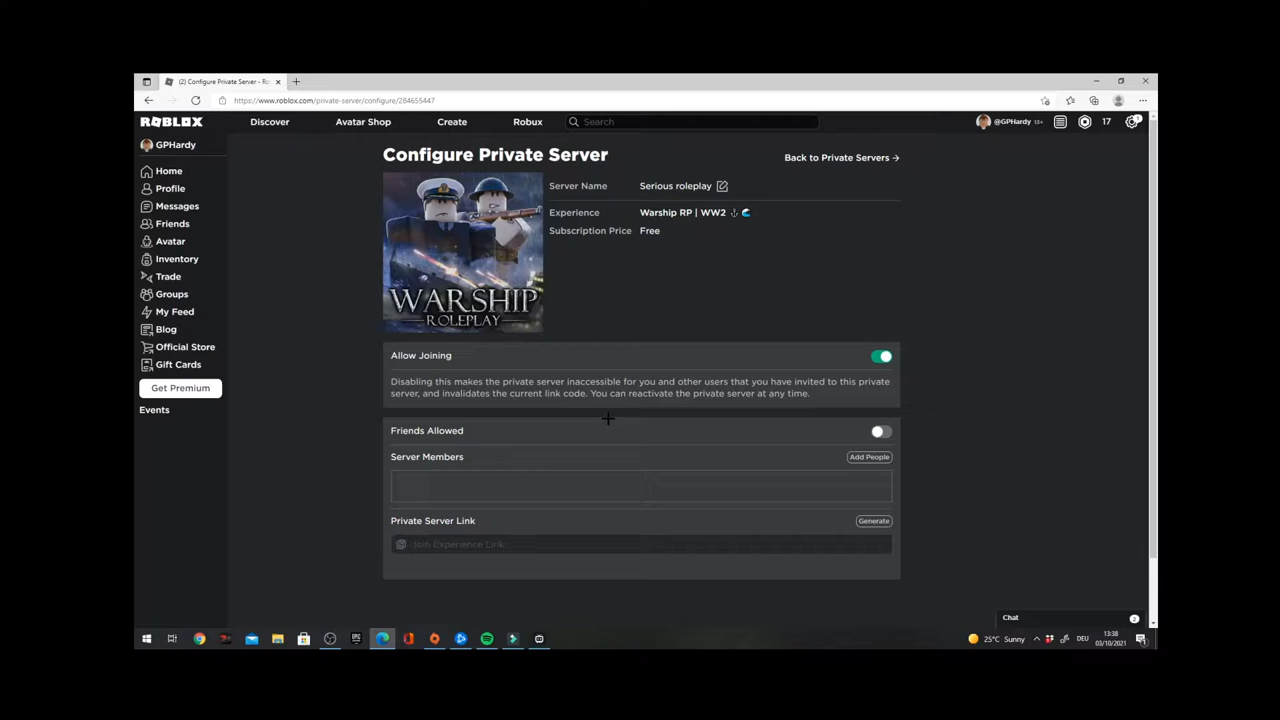 (2) Configure Private Server - Ro
https://www.roblox.com/private-server/configure/284655447
ROBLOX
Discover
Avatar Shop
Create
Robux
Search
@GPHardy 13+
17
1
GPHardy
Home
Profile
Messages
Friends
Avatar
Inventory
Trade
Groups
My Feed
Blog
Official Store
Gift Cards
Get Premium
Events
Configure Private Server
Back to Private Servers
Server Name
Serious roleplay
Experience
Warship RP | WW2
Subscription Price
Free
WARSHIP
ROLEPLAY
Allow Joining
Disabling this makes the private server inaccessible for you and other users that you have invited to this private
server, and invalidates the current link code. You can reactivate the private server at any time.
Friends Allowed
Server Members
Add People
Private Server Link
Generate
Join Experience Link
Chat
EPIC
25°C Sunny
DEU
13:38
03/10/2021